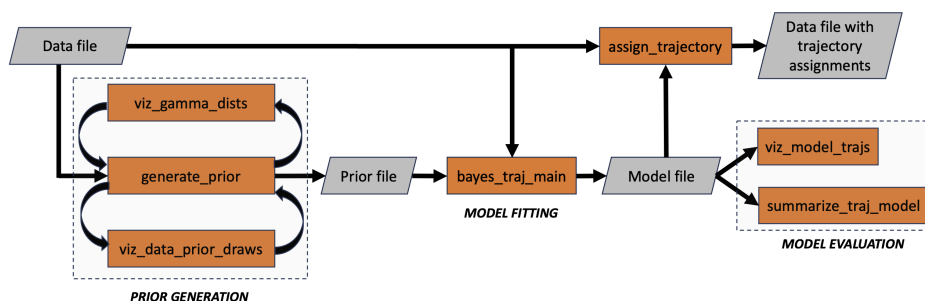 Data file
assign_trajectory
Data file with
trajectory
assignments
viz_gamma_dists
generate_prior
viz_data_prior_draws
PRIOR GENERATION
Prior file
bayes_traj_main
MODEL FITTING
Model file
viz_model_trajs
summarize_traj_model
MODEL EVALUATION